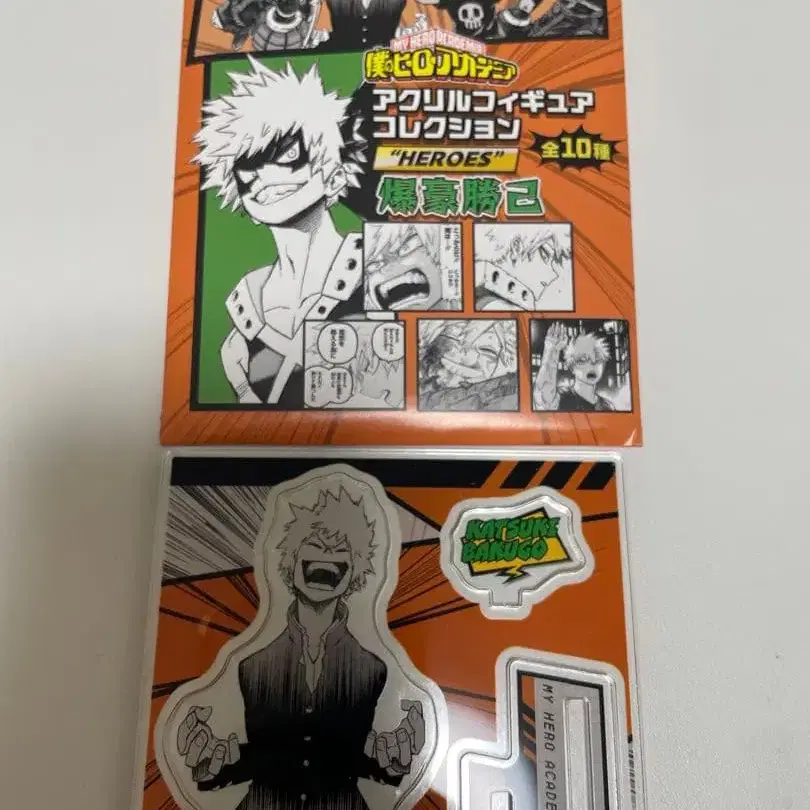 MY HERO ACADEMIA
僕のヒーローアカデミア
アクリルフィギュア
コレクション
"HEROES"
全10種
爆豪勝己
KATSUKI
BAKUGO
MY HERO ACADE